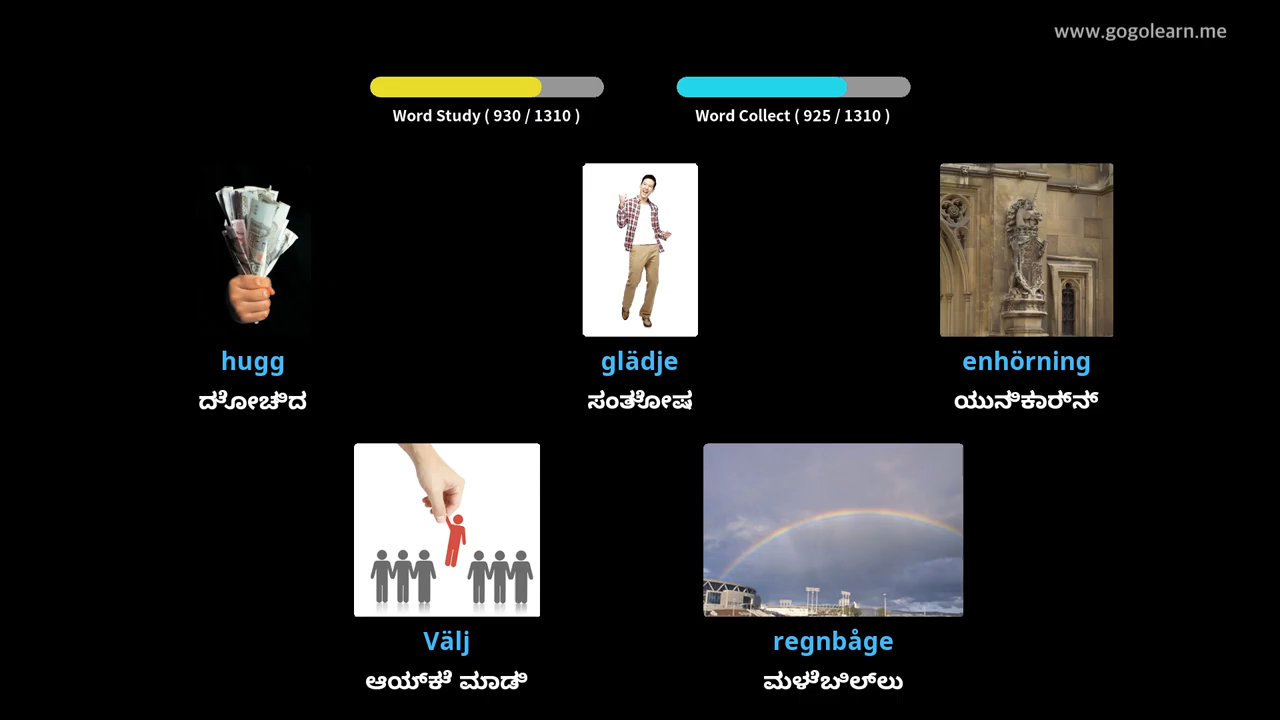 www.gogolearn.me
Word Study ( 930 / 1310 )
Word Collect ( 925 / 1310 )
hugg
ದೋಚಿದ
glädje
ಸಂತೋಷ
enhörning
ಯುನಿಕಾರ್ನ್
Välj
ಆಯ್ಕೆ ಮಾಡಿ
regnbåge
ಮಳೆಬಿಲ್ಲು